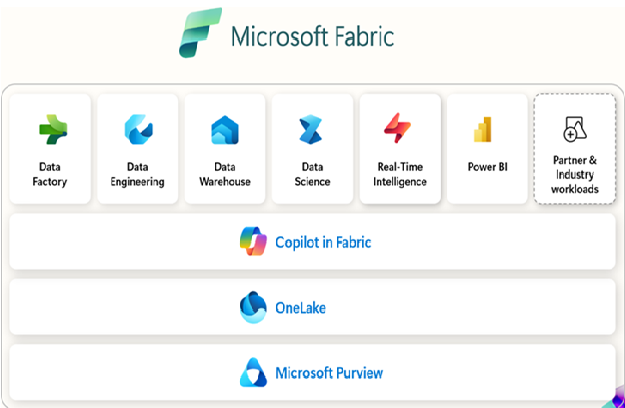 Microsoft Fabric
Data
Factory
Data
Engineering
Data
Warehouse
Data
Science
Real-Time
Intelligence
Power BI
Partner &
Industry
workloads
Copilot in Fabric
OneLake
Microsoft Purview